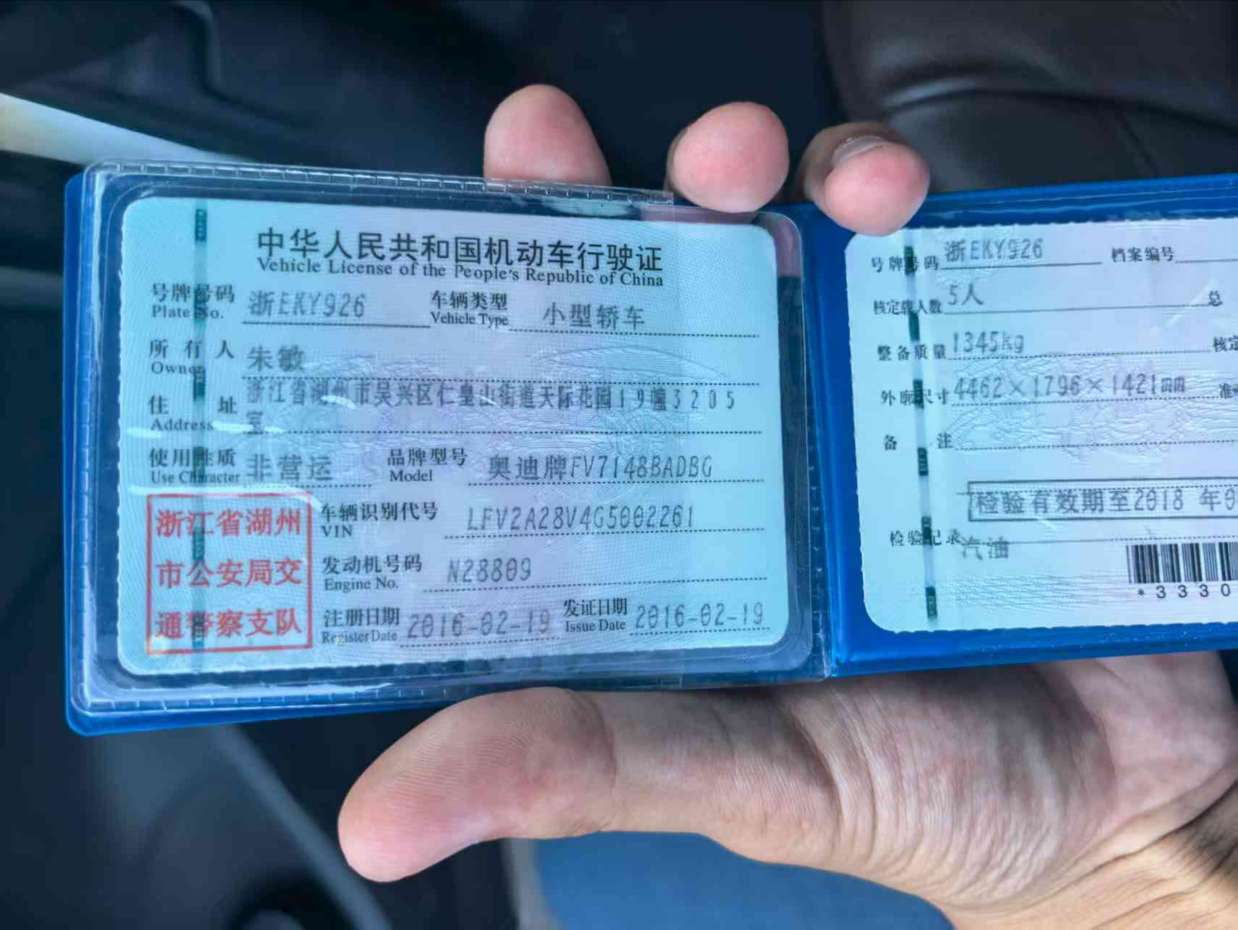 中华人民共和国机动车行驶证
Vehicle License of the People's Republic of China
号牌号码 浙EKY926 车辆类型 小型轿车
Plate No. Vehicle Type
所有人 朱敏
Owner
住址 浙江省湖州市吴兴区仁皇山街道天际花园19幢3205
Address 室
使用性质 非营运 品牌型号 奥迪牌FV7148BADBG
Use Character Model
车辆识别代号 LFV2A28V4G5002261
VIN
发动机号码 N28809
Engine No.
注册日期 2016-02-19 发证日期 2016-02-19
Register Date Issue Date
浙江省湖州
市公安局交
通警察支队
号牌号码 浙EKY926 档案编号
核定载人数 5人 总
整备质量 1345kg 核定
外廓尺寸 4462×1796×1421mm 准
备注
检验有效期至2018 年0
检验记录
汽油
*3330